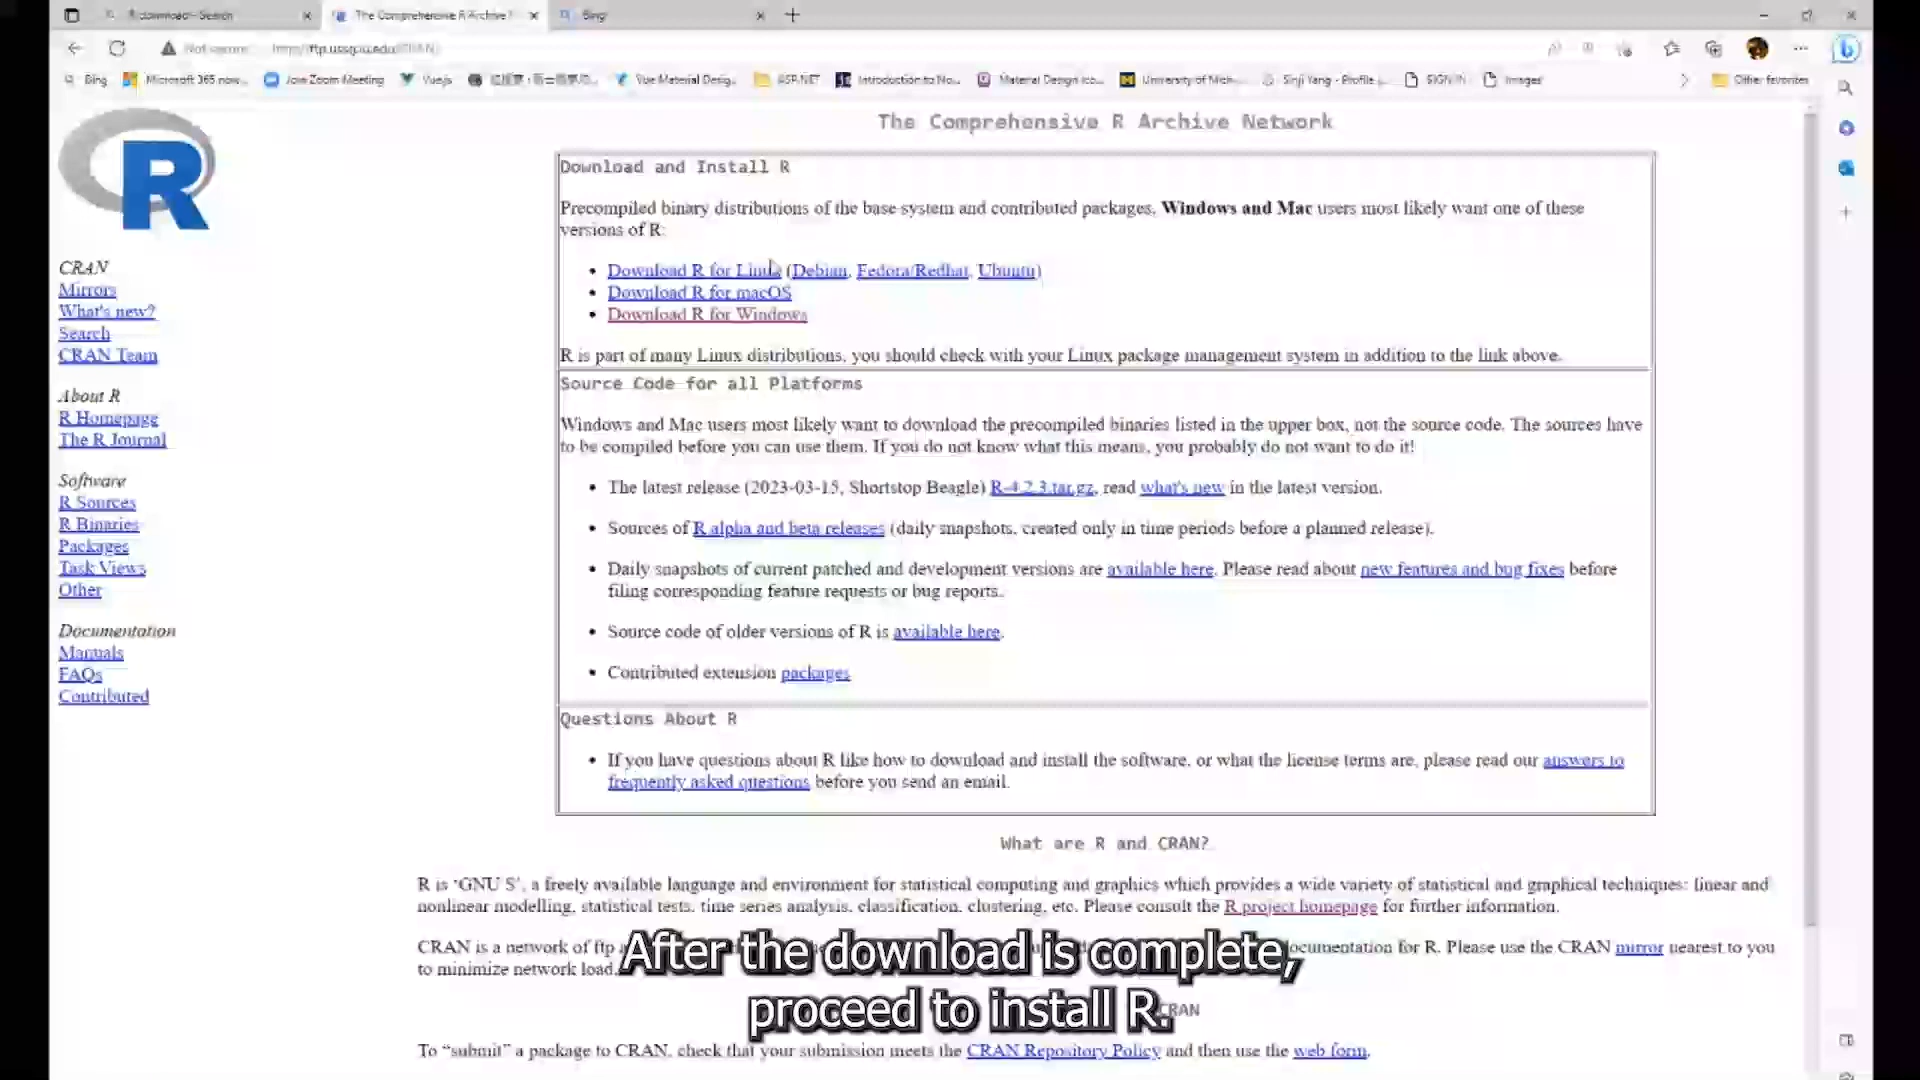 R download - Search
The Comprehensive R Archive
Bing
Not secure
Bing
Microsoft 365 now...
Join Zoom Meeting
Vuejs
Vue Material Desig...
ASP.NET
Introduction to No...
Material Design Ico...
University of Mich...
Sinji Yang - Profile...
SIGN IN
Images
Other favorites
R
CRAN
Mirrors
What's new?
Search
CRAN Team
About R
R Homepage
The R Journal
Software
R Sources
R Binaries
Packages
Task Views
Other
Documentation
Manuals
FAQs
Contributed
The Comprehensive R Archive Network
Download and Install R
Precompiled binary distributions of the base system and contributed packages, Windows and Mac users most likely want one of these
versions of R:
• Download R for Linux (Debian, Fedora/Redhat, Ubuntu)
• Download R for macOS
• Download R for Windows
R is part of many Linux distributions, you should check with your Linux package management system in addition to the link above.
Source Code for all Platforms
Windows and Mac users most likely want to download the precompiled binaries listed in the upper box, not the source code. The sources have
to be compiled before you can use them. If you do not know what this means, you probably do not want to do it!
• The latest release (2023-03-15, Shortstop Beagle) R-4.2.3.tar.gz, read what's new in the latest version.
• Sources of R alpha and beta releases (daily snapshots, created only in time periods before a planned release).
• Daily snapshots of current patched and development versions are available here. Please read about new features and bug fixes before
filing corresponding feature requests or bug reports.
• Source code of older versions of R is available here.
• Contributed extension packages
Questions About R
• If you have questions about R like how to download and install the software, or what the license terms are, please read our answers to
frequently asked questions before you send an email.
What are R and CRAN?
R is ‘GNU S’, a freely available language and environment for statistical computing and graphics which provides a wide variety of statistical and graphical techniques: linear and
nonlinear modelling, statistical tests, time series analysis, classification, clustering, etc. Please consult the R project homepage for further information.
CRAN is a network of ftp documentation for R. Please use the CRAN mirror nearest to you
to minimize network load.
After the download is complete,
proceed to install R.
CRAN
To “submit” a package to CRAN, check that your submission meets the CRAN Repository Policy and then use the web form.